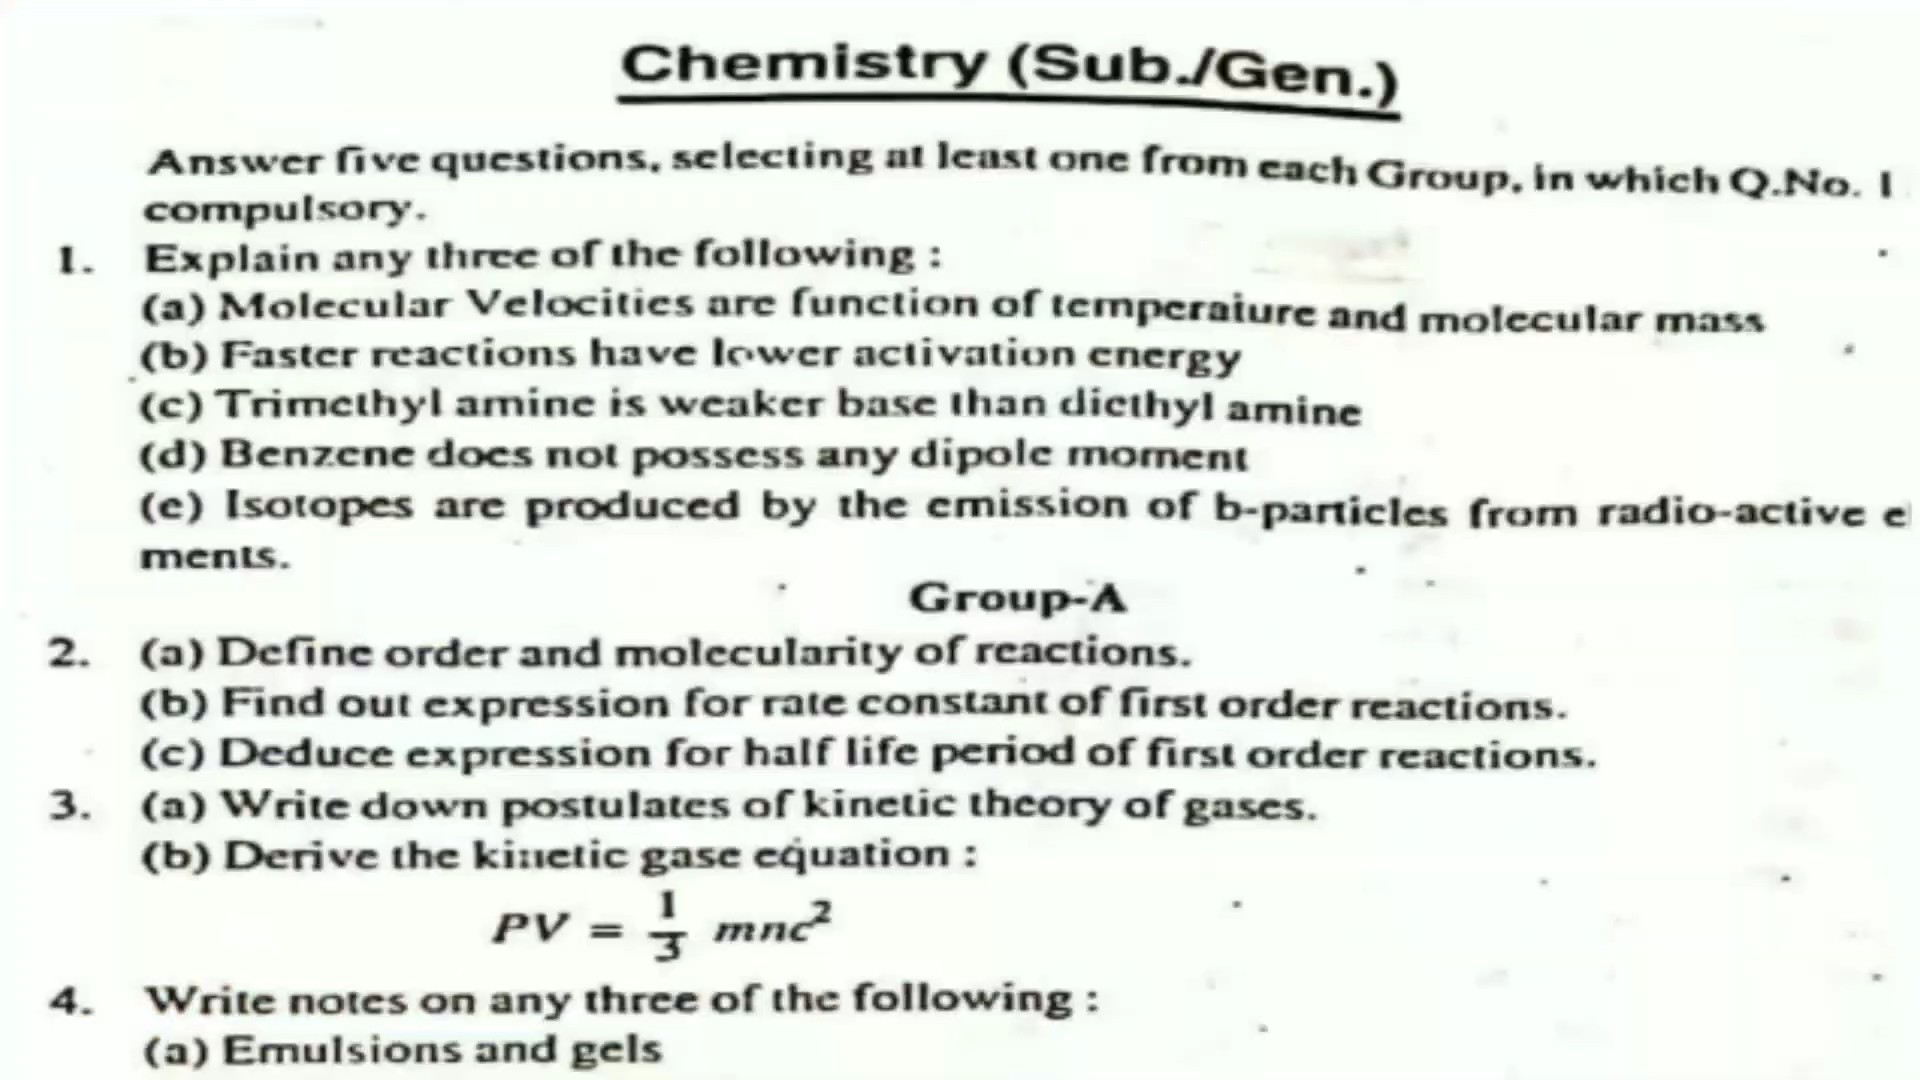 Chemistry (Sub./Gen.)
Answer five questions, selecting at least one from each Group, in which Q.No. 1
compulsory.
1. Explain any three of the following :
(a) Molecular Velocities are function of temperature and molecular mass
(b) Faster reactions have lower activation energy
(c) Trimethyl amine is weaker base than diethyl amine
(d) Benzene does not possess any dipole moment
(e) Isotopes are produced by the emission of b-particles from radio-active el
ments.
Group-A
2. (a) Define order and molecularity of reactions.
(b) Find out expression for rate constant of first order reactions.
(c) Deduce expression for half life period of first order reactions.
3. (a) Write down postulates of kinetic theory of gases.
(b) Derive the kinetic gase equation :
PV = 1/3 mnc²
4. Write notes on any three of the following :
(a) Emulsions and gels